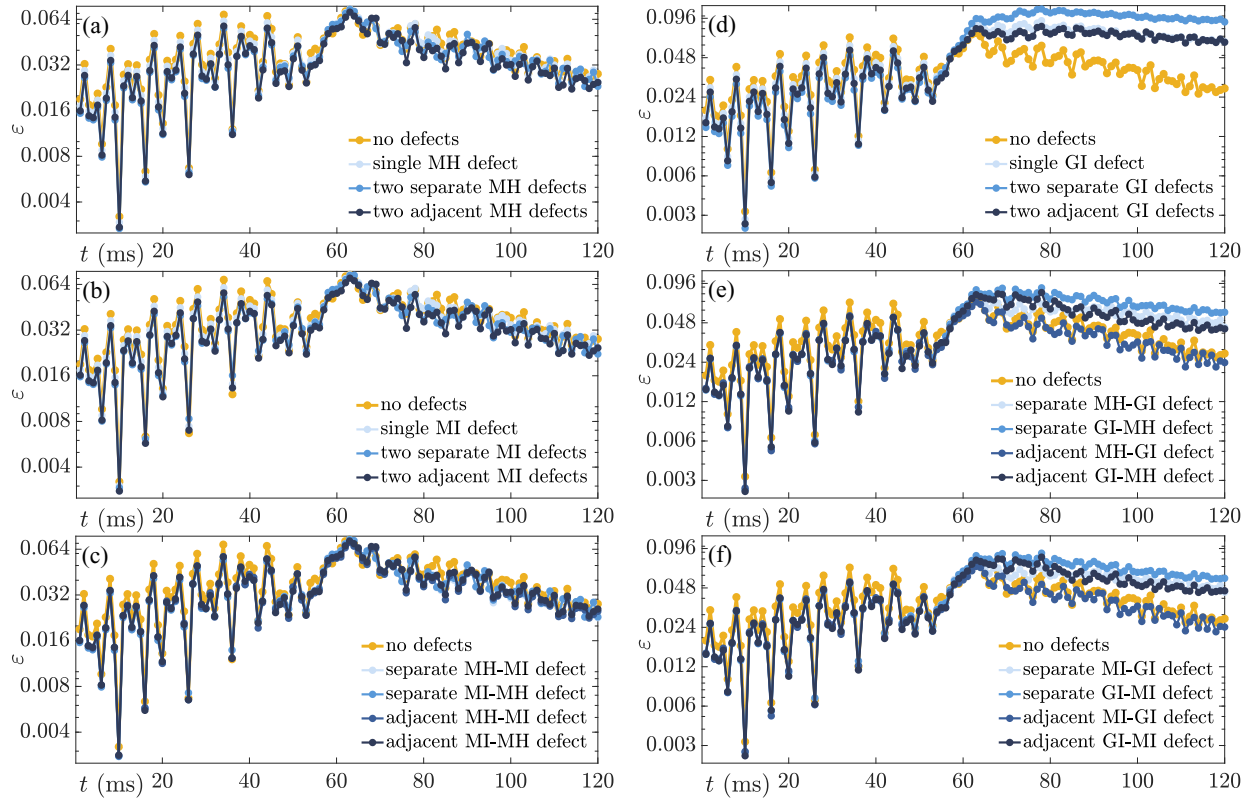 (a)
0.064
0.032
0.016
0.008
0.004
ε
no defects
single MH defect
two separate MH defects
two adjacent MH defects
t (ms)
20
40
60
80
100
120
(b)
0.064
0.032
0.016
0.008
0.004
ε
no defects
single MI defect
two separate MI defects
two adjacent MI defects
t (ms)
20
40
60
80
100
120
(c)
0.064
0.032
0.016
0.008
0.004
ε
no defects
separate MH-MI defect
separate MI-MH defect
adjacent MH-MI defect
adjacent MI-MH defect
t (ms)
20
40
60
80
100
120
(d)
0.096
0.048
0.024
0.012
0.006
0.003
ε
no defects
single GI defect
two separate GI defects
two adjacent GI defects
t (ms)
20
40
60
80
100
120
(e)
0.096
0.048
0.024
0.012
0.006
0.003
ε
no defects
separate MH-GI defect
separate GI-MH defect
adjacent MH-GI defect
adjacent GI-MH defect
t (ms)
20
40
60
80
100
120
(f)
0.096
0.048
0.024
0.012
0.006
0.003
ε
no defects
separate MI-GI defect
separate GI-MI defect
adjacent MI-GI defect
adjacent GI-MI defect
t (ms)
20
40
60
80
100
120